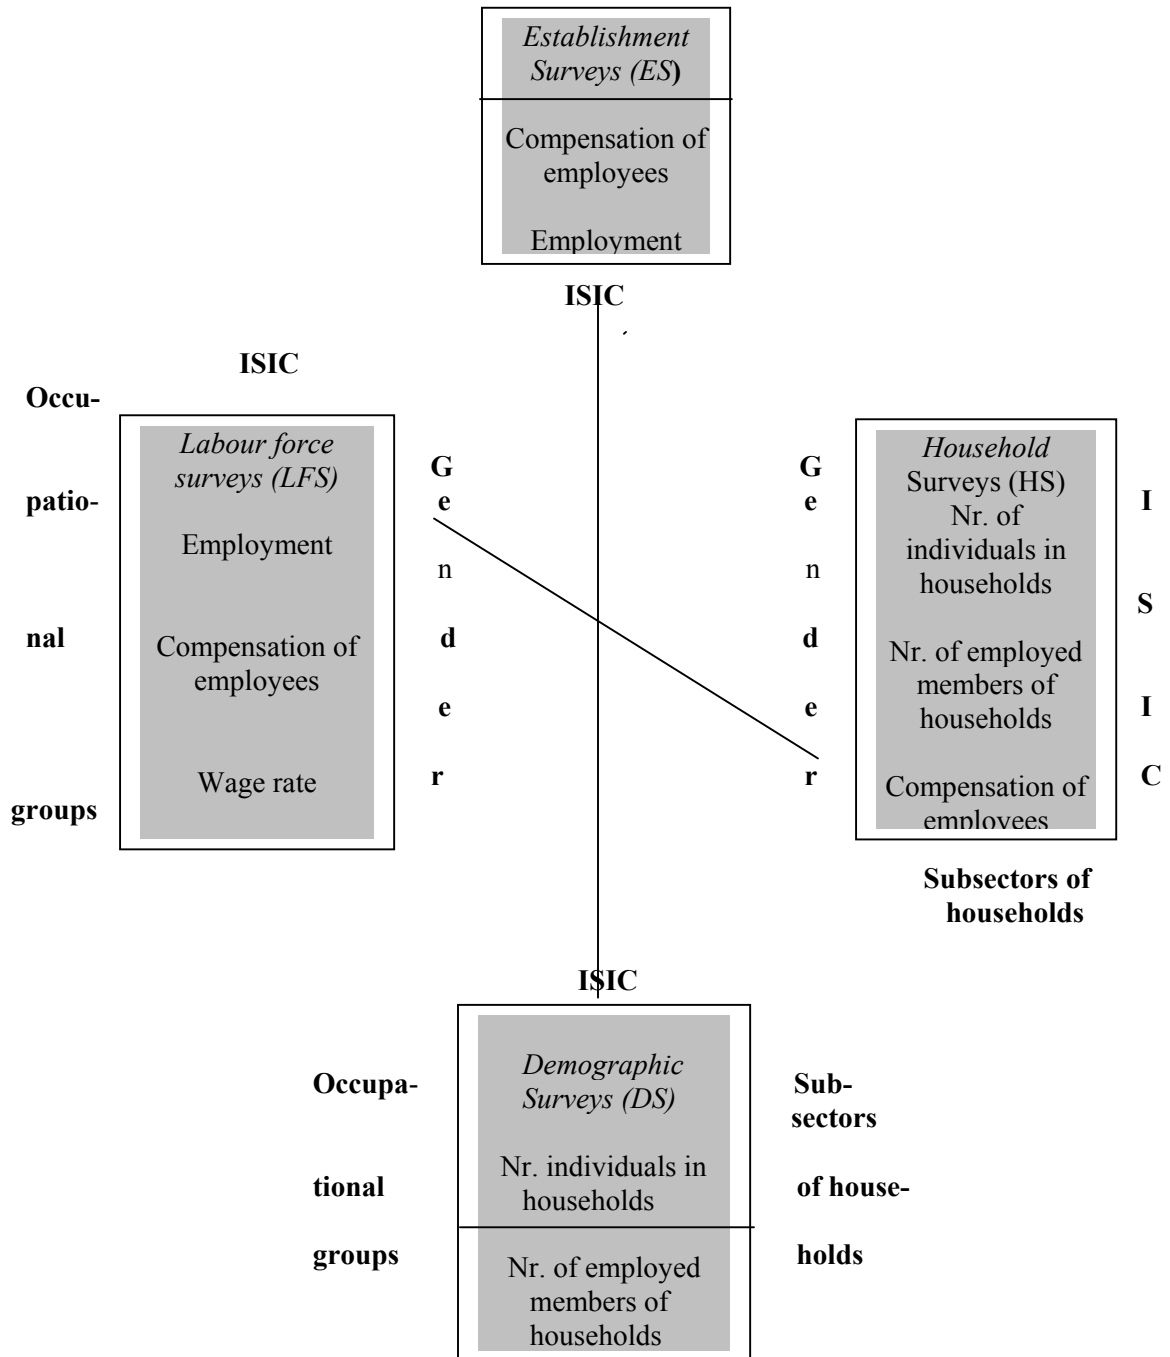 Establishment
Surveys (ES)
Compensation of
employees
Employment
ISIC
ISIC
Occu-
patio-
nal
groups
Labour force
surveys (LFS)
Employment
Compensation of
employees
Wage rate
G
e
n
d
e
r
G
e
n
d
e
r
Household
Surveys (HS)
Nr. of
individuals in
households
Nr. of employed
members of
households
Compensation of
employees
I
S
I
C
Subsectors of
households
ISIC
Occupa-
tional
groups
Demographic
Surveys (DS)
Nr. individuals in
households
Nr. of employed
members of
households
Sub-
sectors
of house-
holds